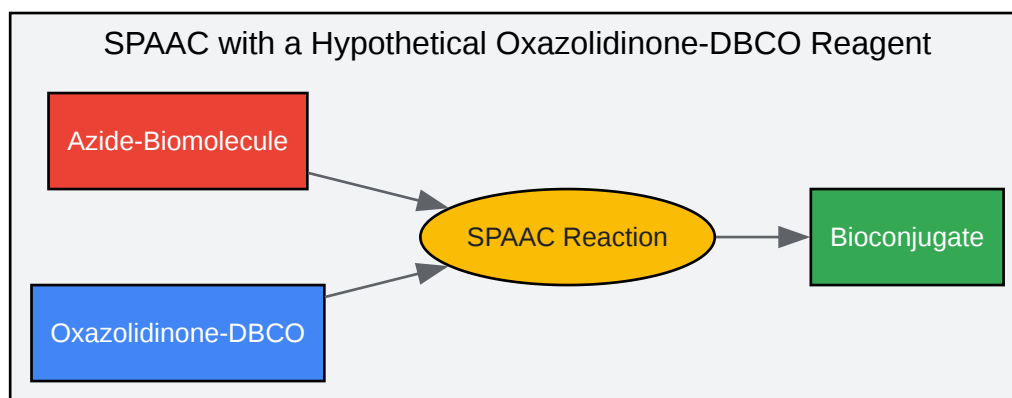 SPAAC with a Hypothetical Oxazolidinone-DBCO Reagent
Azide-Biomolecule
SPAAC Reaction
Bioconjugate
Oxazolidinone-DBCO